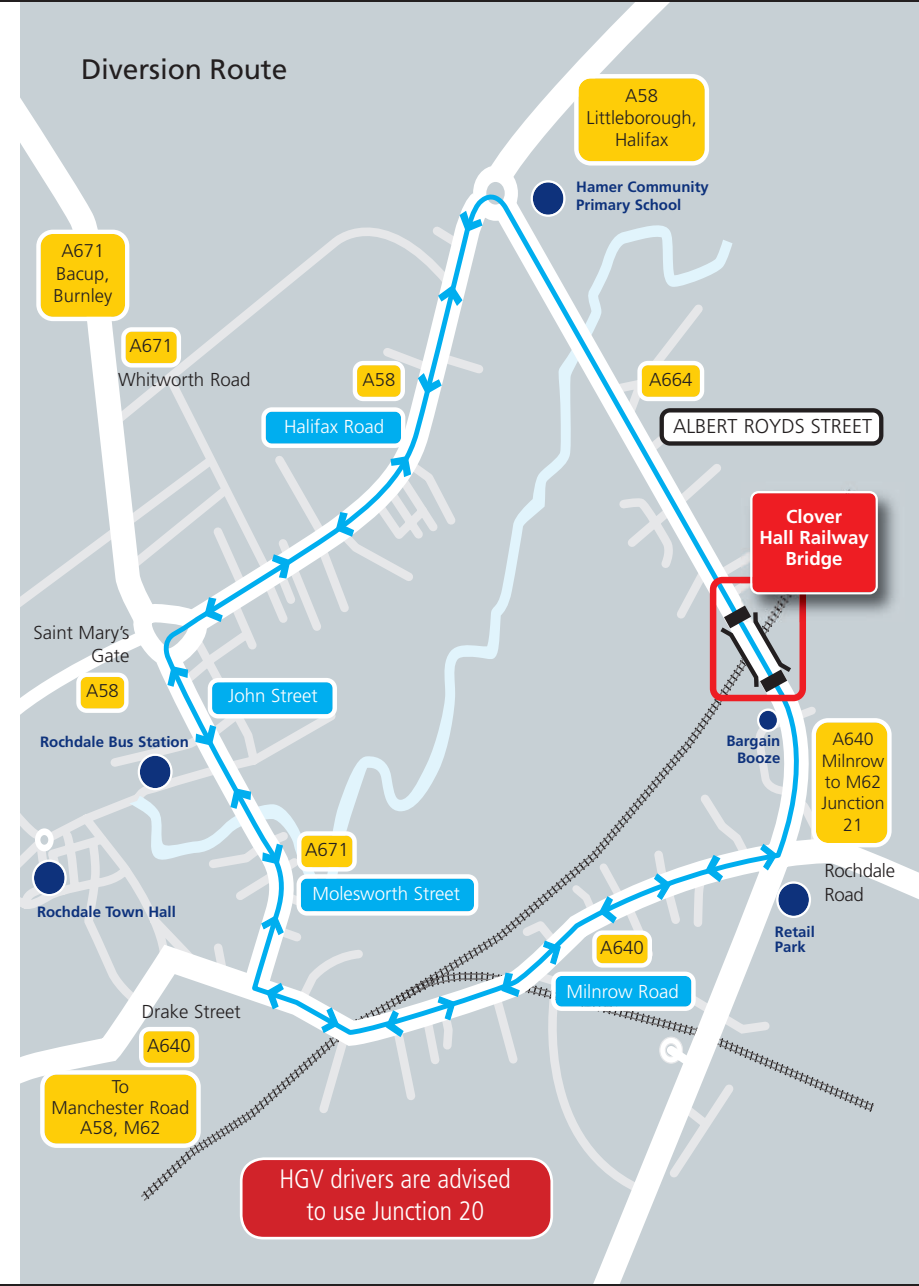 Diversion Route
A58
Littleborough,
Halifax
Hamer Community
Primary School
A671
Bacup,
Burnley
A671
Whitworth Road
A58
Halifax Road
A664
ALBERT ROYDS STREET
Clover
Hall Railway
Bridge
Saint Mary's
Gate
A58
John Street
Rochdale Bus Station
Bargain
Booze
A640
Milnrow
to M62
Junction
21
A671
Molesworth Street
Rochdale
Road
Rochdale Town Hall
Retail
Park
A640
Milnrow Road
Drake Street
A640
To
Manchester Road
A58, M62
HGV drivers are advised
to use Junction 20